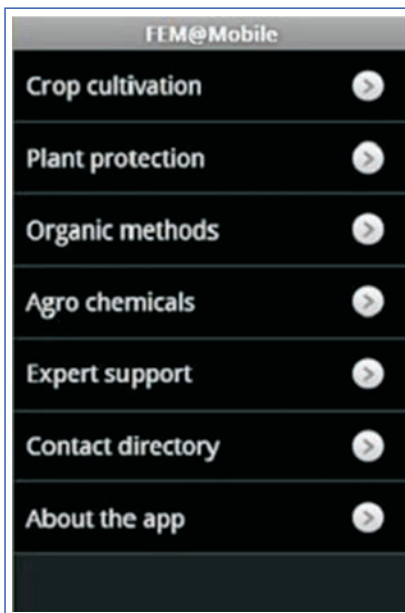 FEM@Mobile
Crop cultivation
Plant protection
Organic methods
Agro chemicals
Expert support
Contact directory
About the app